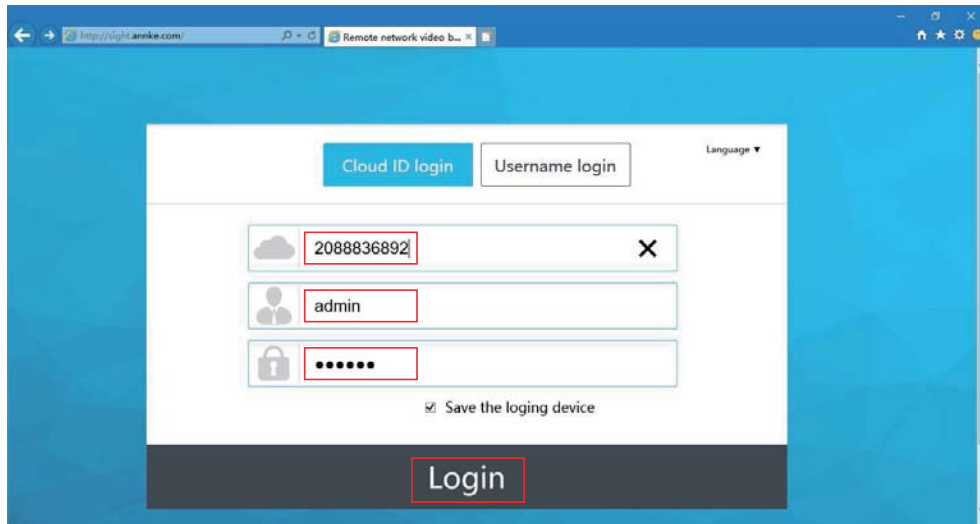 http://sight.annke.com/
Remote network video b...
Cloud ID login
Username login
Language ▼
2088836892
admin
••••••
Save the loging device
Login